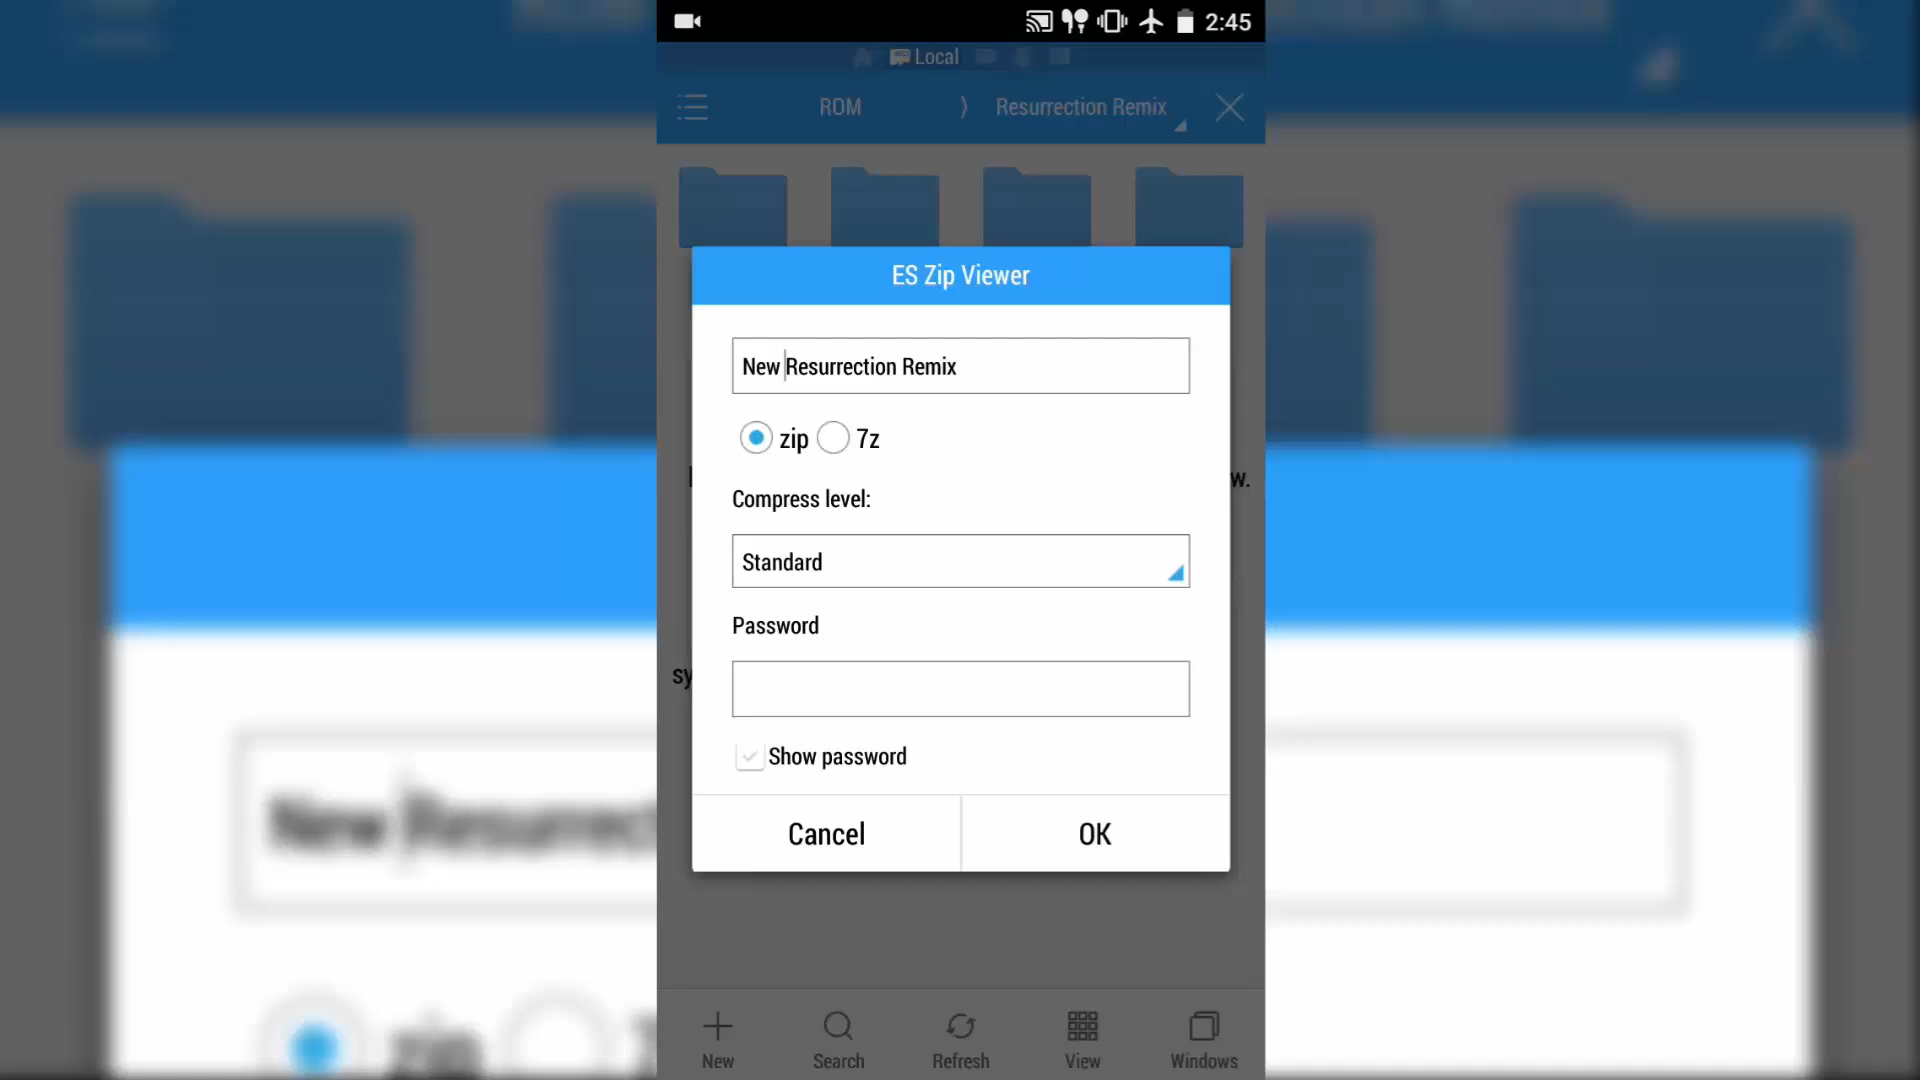 2:45
Local
ROM Resurrection Remix
ES Zip Viewer
New Resurrection Remix
zip 7z
w.
Compress level:
Standard
Password
sy
Show password
Cancel OK
New Search Refresh View Windows